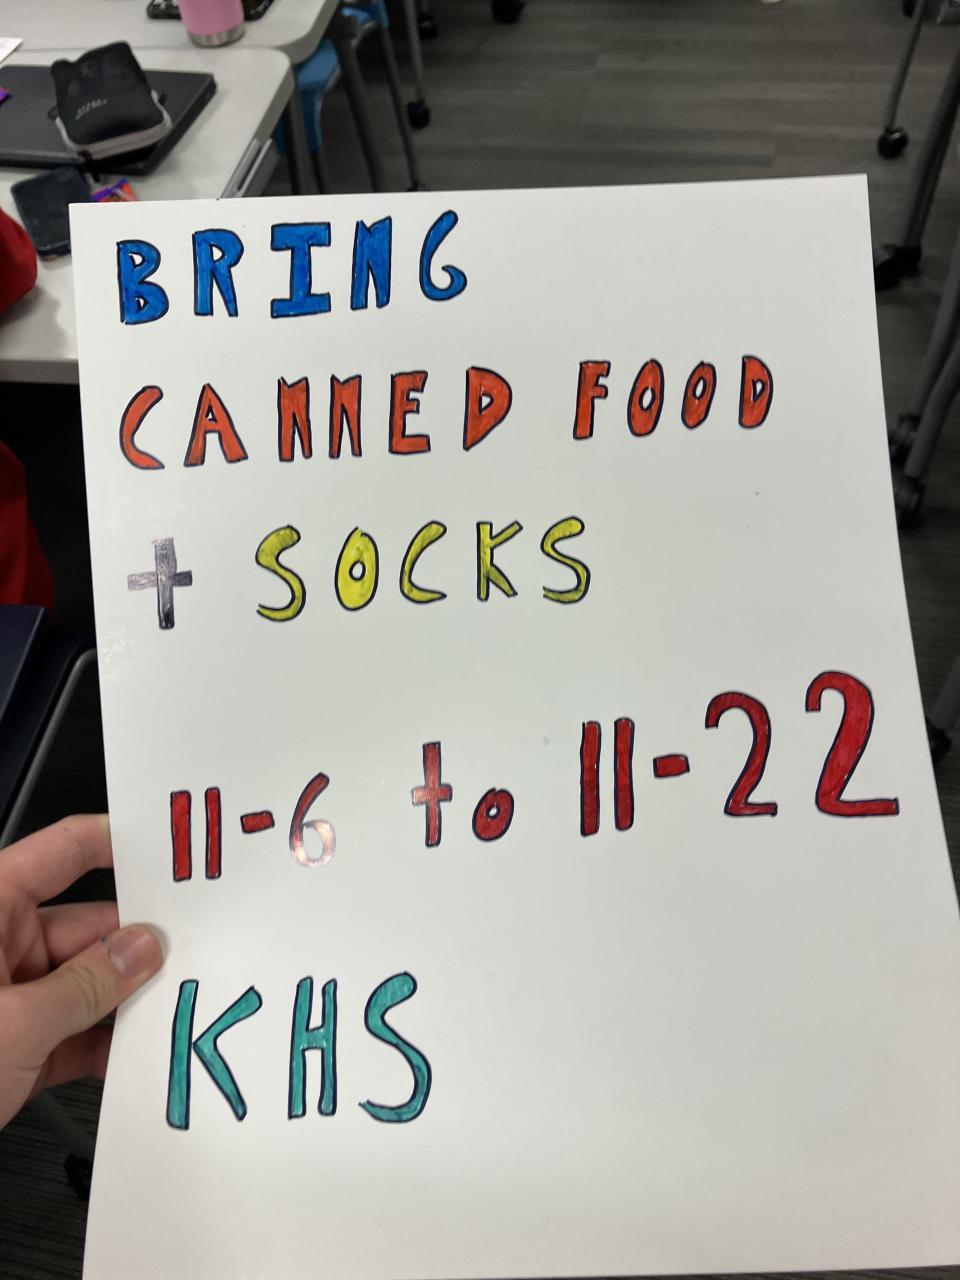 BRING
CANNED FOOD
+ SOCKS
11-6 to 11-22
KHS